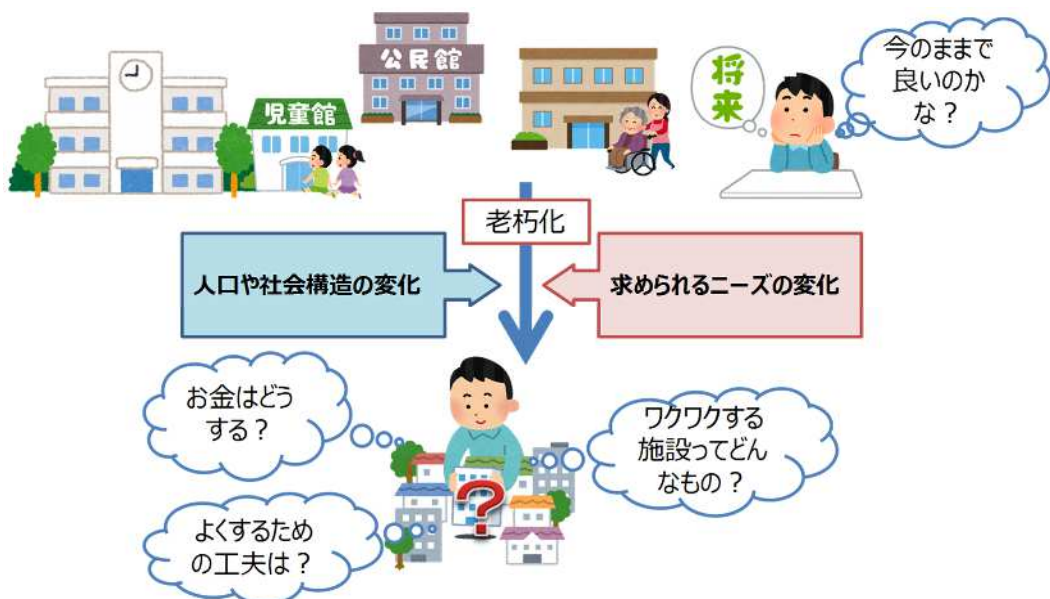 公民館
児童館
将来
今のままで
良いのか
な？
老朽化
人口や社会構造の変化
求められるニーズの変化
お金はどう
する？
ワクワクする
施設ってどん
なもの？
よくするため
の工夫は？
?